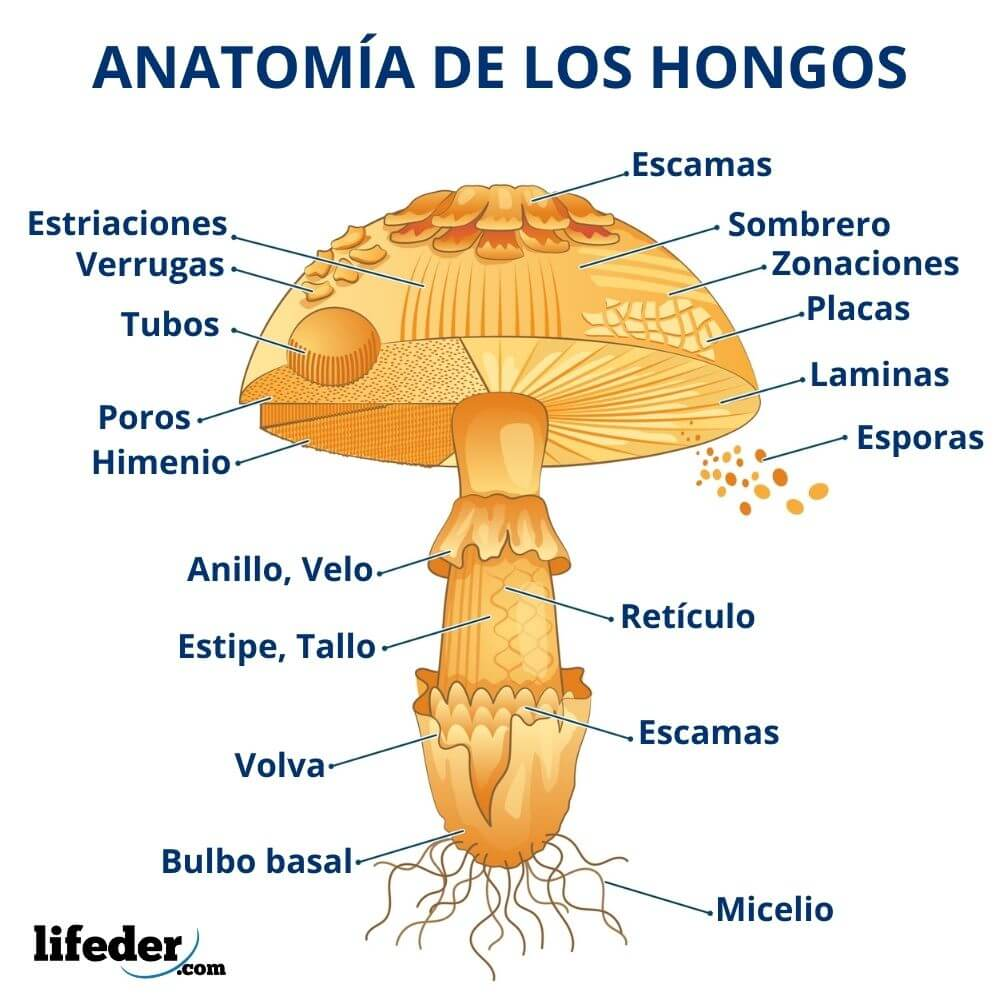 ANATOMÍA DE LOS HONGOS
Escamas
Estriaciones
Sombrero
Verrugas
Zonaciones
Placas
Tubos
Laminas
Poros
Esporas
Himenio
Anillo, Velo
Retículo
Estipe, Tallo
Escamas
Volva
Bulbo basal
Micelio
lifeder
.com